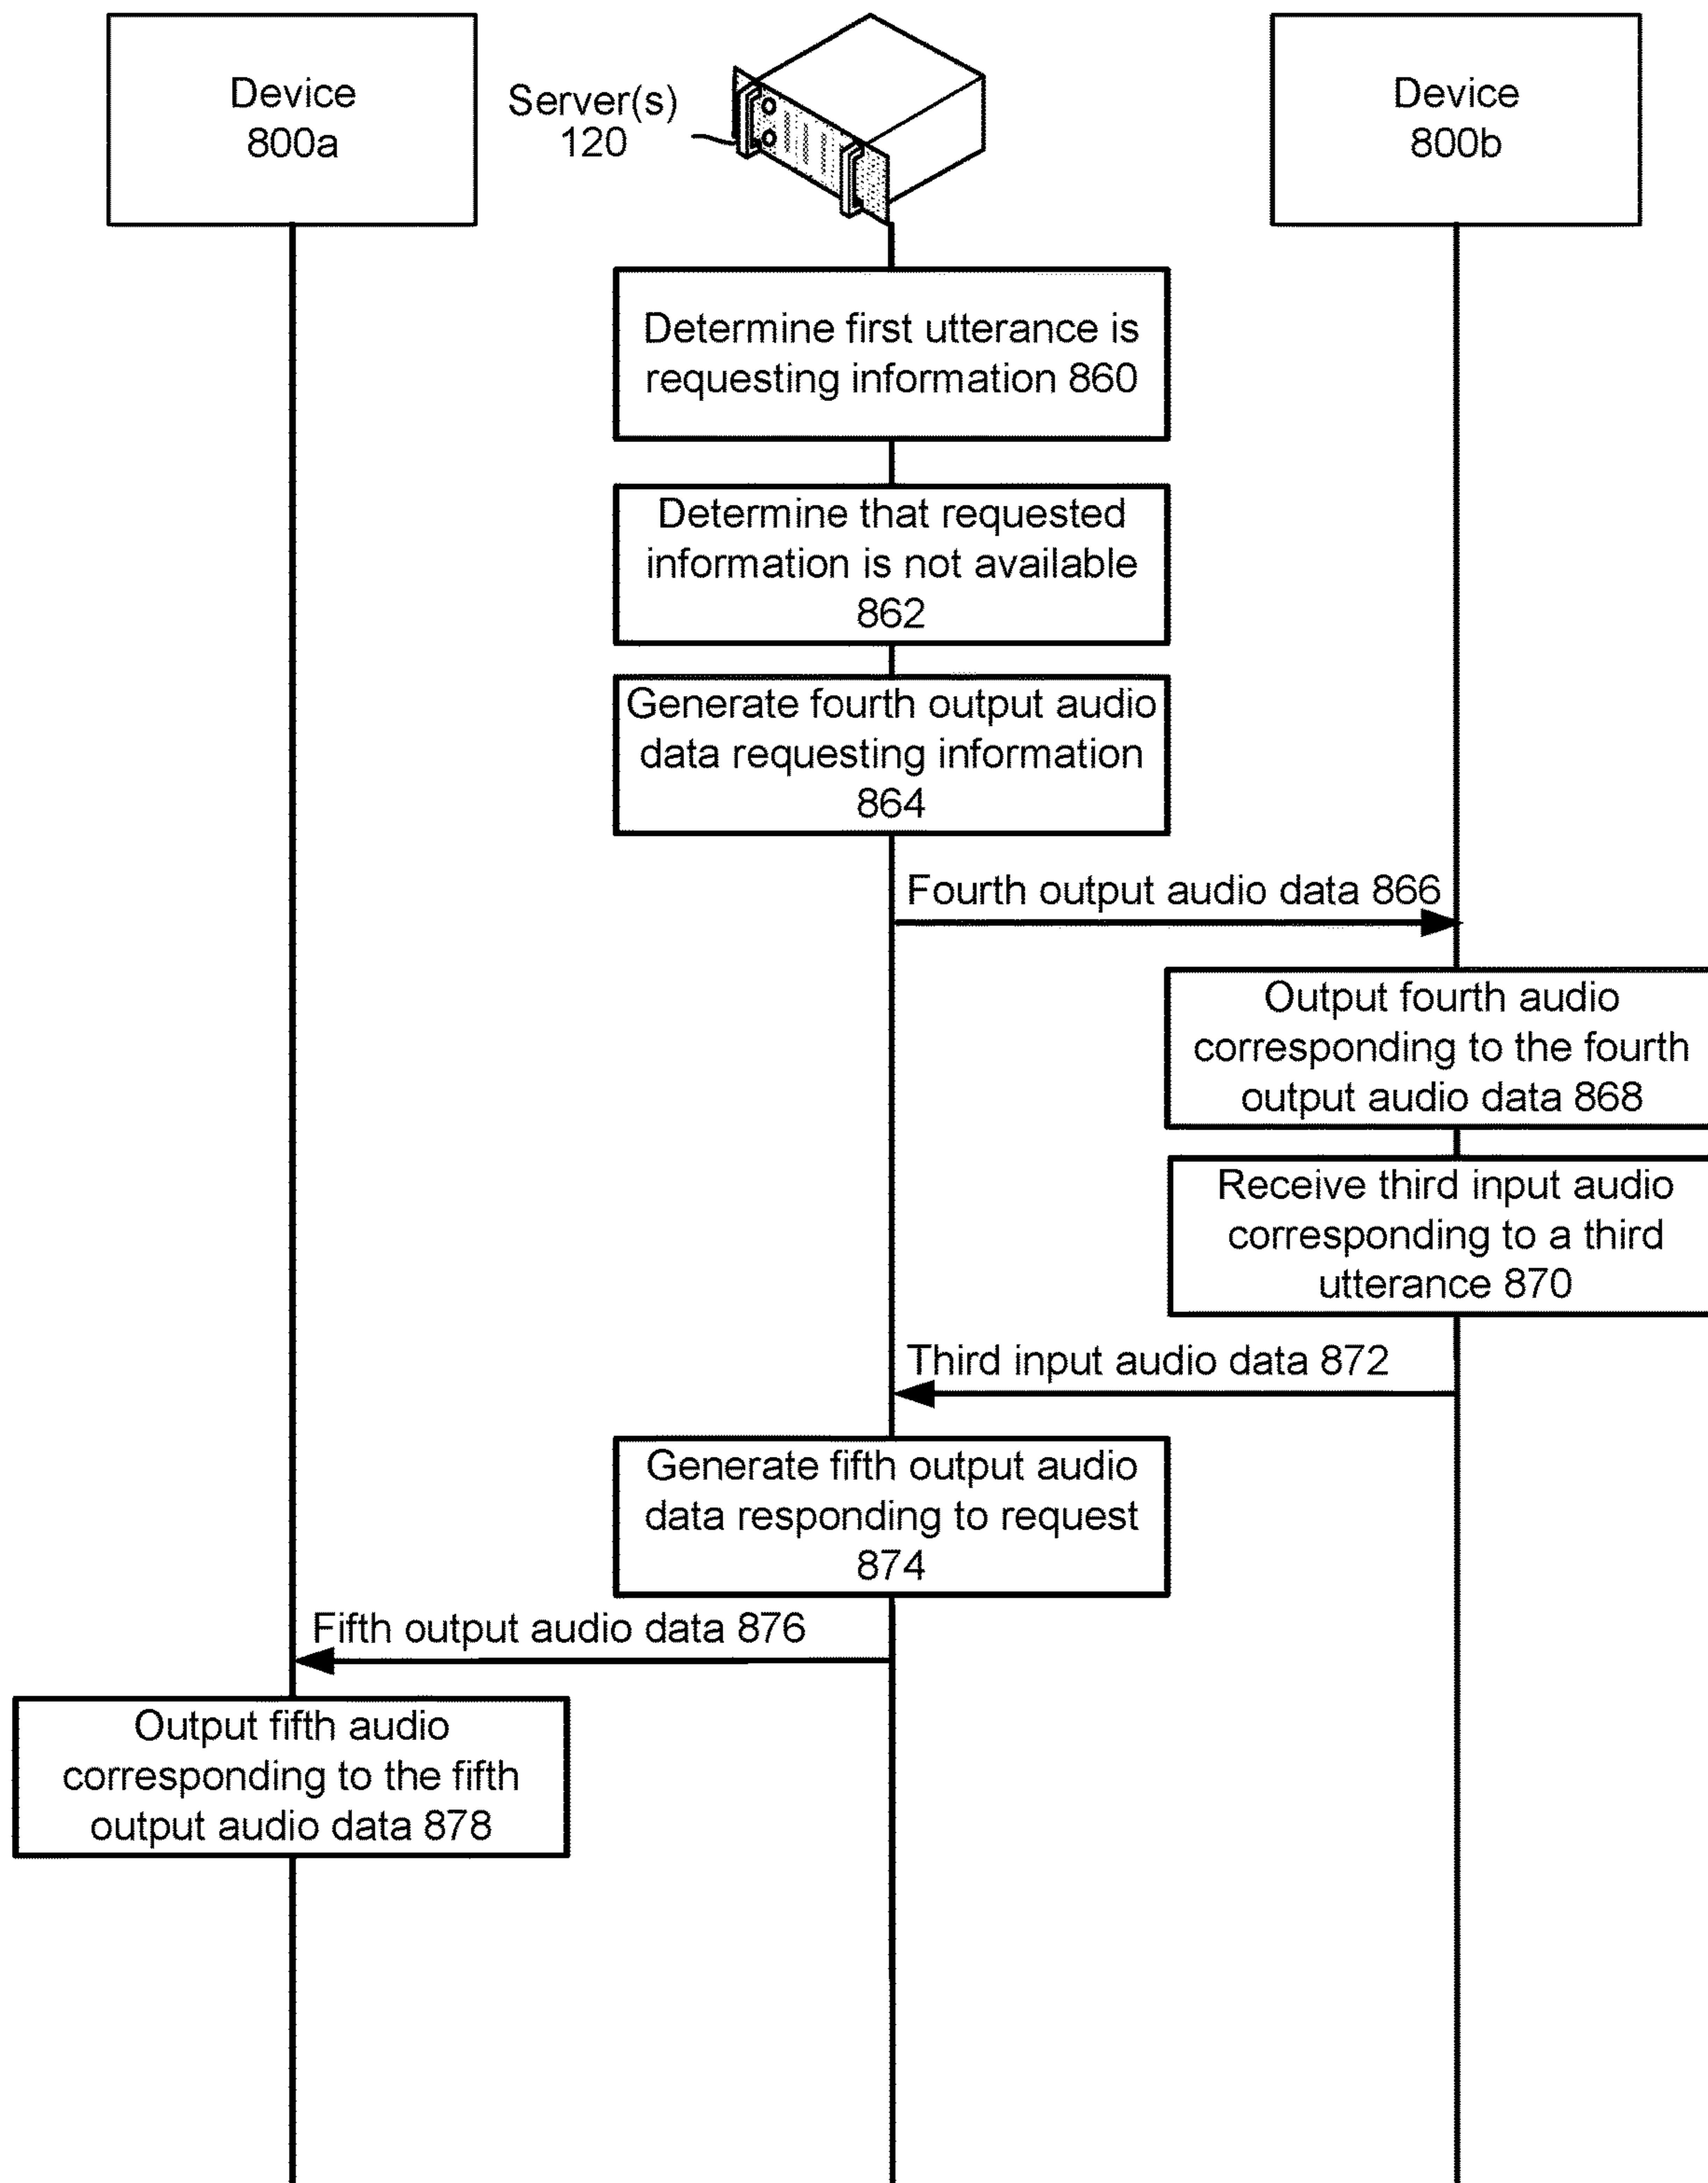 Device
800a
Server(s)
120
Device
800b
Determine first utterance is
requesting information 860
Determine that requested
information is not available
862
Generate fourth output audio
data requesting information
864
Fourth output audio data 866
Output fourth audio
corresponding to the fourth
output audio data 868
Receive third input audio
corresponding to a third
utterance 870
Third input audio data 872
Generate fifth output audio
data responding to request
874
Fifth output audio data 876
Output fifth audio
corresponding to the fifth
output audio data 878